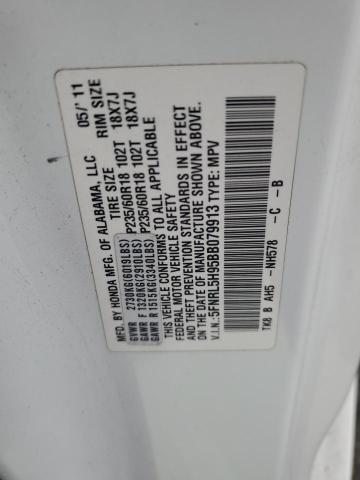 MFD. BY HONDA MFG. OF ALABAMA, LLC 05/'11
TIRE SIZE RIM SIZE
GVWR 2730KG(6019LBS)
GAWR F 1320KG(2910LBS) P235/60R18 102T 18X7J
GAWR R 1515KG(3340LBS) P235/60R18 102T 18X7J
THIS VEHICLE CONFORMS TO ALL APPLICABLE
FEDERAL MOTOR VEHICLE SAFETY AND
THEFT PREVENTION STANDARDS IN EFFECT
ON THE DATE OF MANUFACTURE SHOWN ABOVE.
V.I.N.: 5FNRL5H95BB079913 TYPE: MPV
TK8 B AH5 -NH578 -C -B